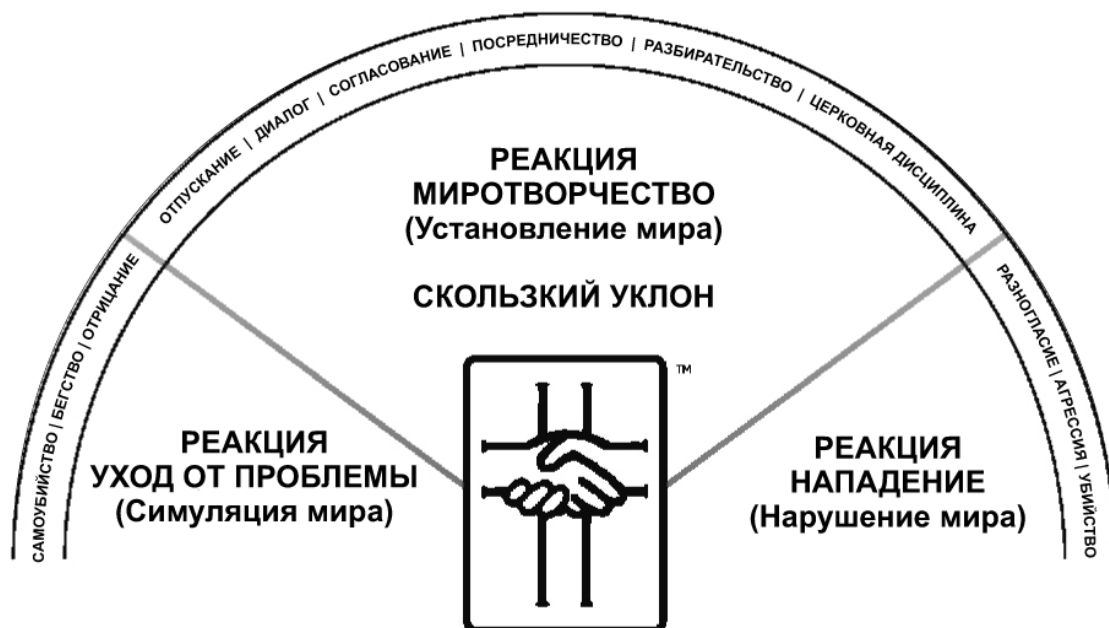 САМОУБИЙСТВО | БЕГСТВО | ОТРИЦАНИЕ
ОТПУСКАНИЕ | ДИАЛОГ | СОГЛАСОВАНИЕ | ПОСРЕДНИЧЕСТВО | РАЗБИРАТЕЛЬСТВО | ЦЕРКОВНАЯ ДИСЦИПЛИНА
РАЗНОГЛАСИЕ | АГРЕССИЯ | УБИЙСТВО
РЕАКЦИЯ
МИРОТВОРЧЕСТВО
(Установление мира)
СКОЛЬЗКИЙ УКЛОН
TM
РЕАКЦИЯ
УХОД ОТ ПРОБЛЕМЫ
(Симуляция мира)
РЕАКЦИЯ
НАПАДЕНИЕ
(Нарушение мира)